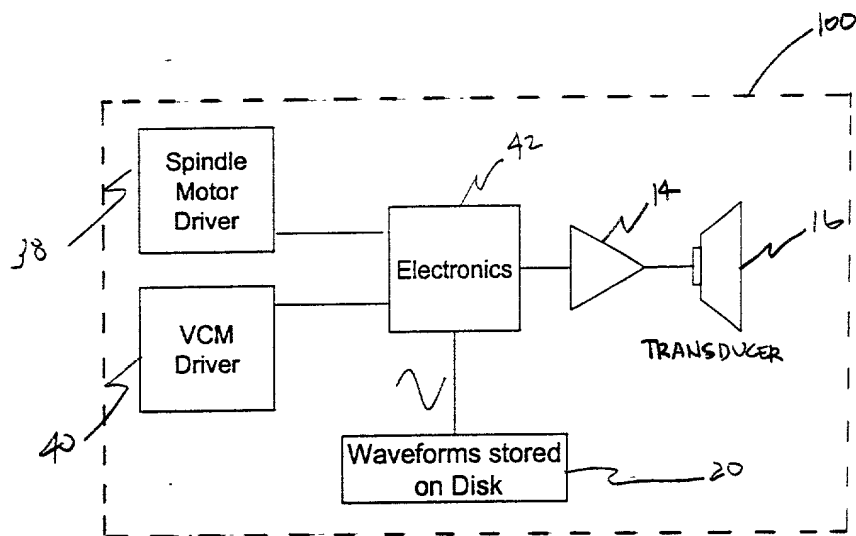 100
Spindle
Motor
Driver
42
14
16
38
Electronics
VCM
Driver
TRANSDUCER
40
Waveforms stored
on Disk
20